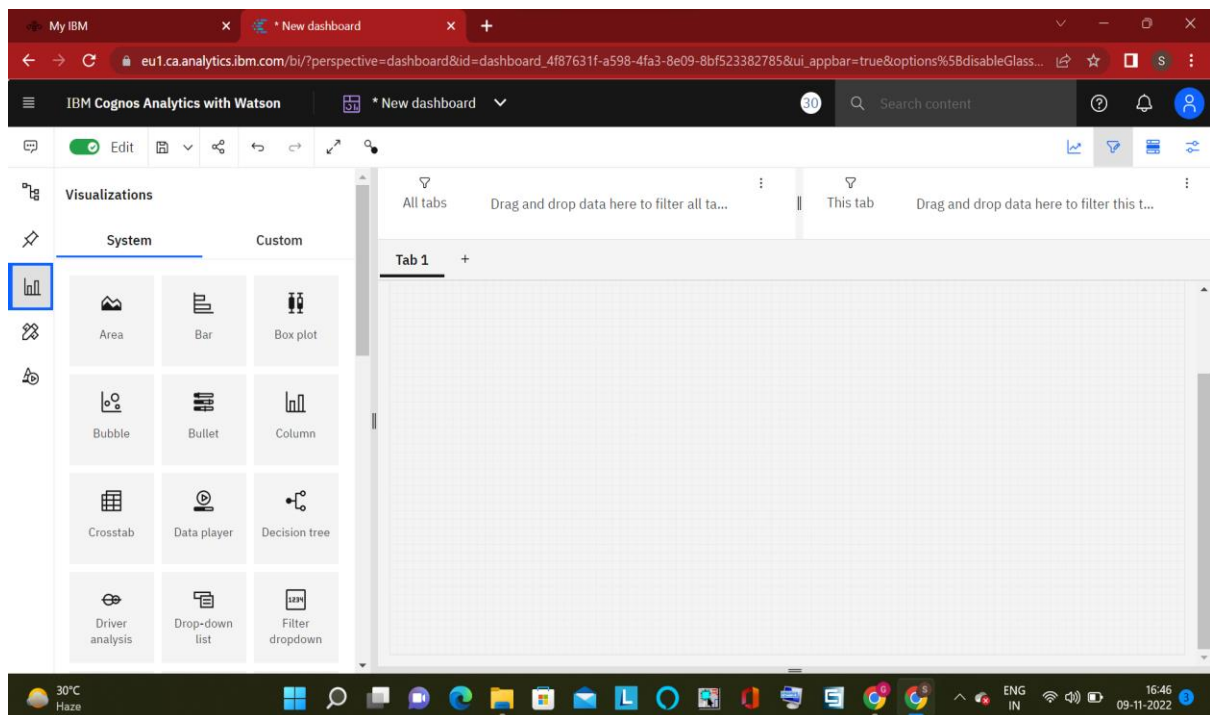 My IBM
* New dashboard
eu1.ca.analytics.ibm.com/bi/?perspective=dashboard&id=dashboard_4f87631f-a598-4fa3-8e09-8bf523382785&ui_appbar=true&options%5BdisableGlass...
S
IBM Cognos Analytics with Watson
* New dashboard
30
Search content
Edit
Visualizations
System
Custom
Area
Bar
Box plot
Bubble
Bullet
Column
Crosstab
Data player
Decision tree
Driver
analysis
Drop-down
list
1234
Filter
dropdown
All tabs
Drag and drop data here to filter all ta...
This tab
Drag and drop data here to filter this t...
Tab 1
+
30°C
Haze
L
S
G
S
ENG
IN
16:46
09-11-2022
3